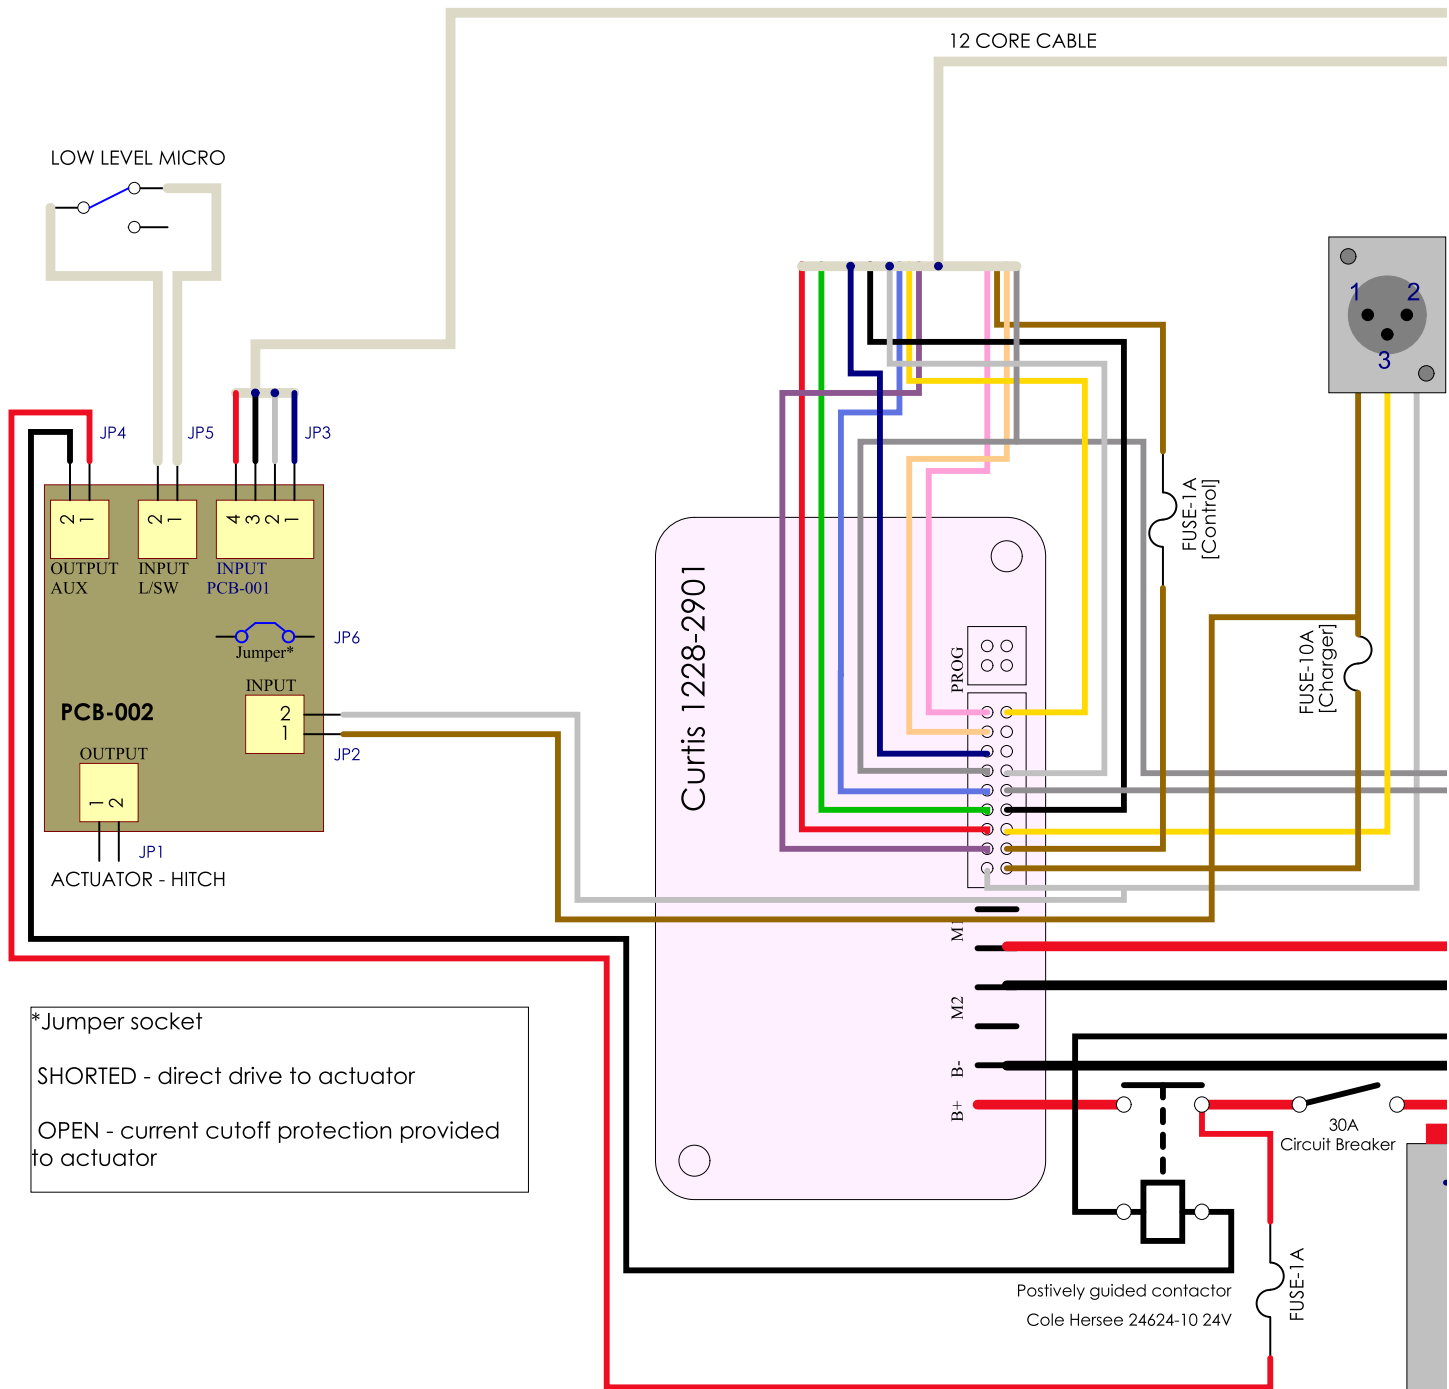 12 CORE CABLE
LOW LEVEL MICRO
1
2
3
JP4
JP5
JP3
2
1
2
1
4
3
2
1
OUTPUT
AUX
INPUT
L/SW
INPUT
PCB-001
FUSE-1A
[Control]
Curtis 1228-2901
JP6
Jumper*
PROG
FUSE-10A
[Charger]
INPUT
PCB-002
2
1
JP2
OUTPUT
1
2
JP1
ACTUATOR - HITCH
M1
M2
B-
B+
*Jumper socket
SHORTED - direct drive to actuator
OPEN - current cutoff protection provided
to actuator
30A
Circuit Breaker
FUSE-1A
Postively guided contactor
Cole Hersee 24624-10 24V